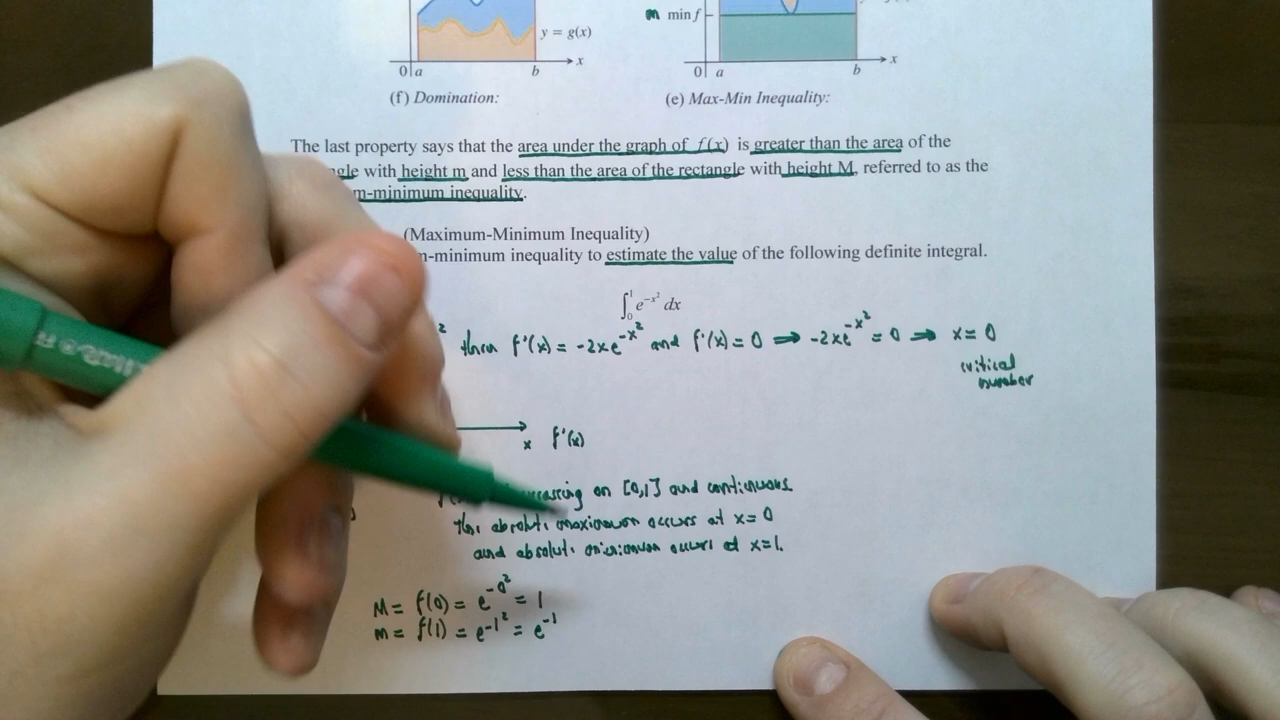 y = g(x)
m min f
0 a b x
0 a b x
(f) Domination:
(e) Max-Min Inequality:
The last property says that the area under the graph of f(x) is greater than the area of the
gle with height m and less than the area of the rectangle with height M, referred to as the
m-minimum inequality.
(Maximum-Minimum Inequality)
m-minimum inequality to estimate the value of the following definite integral.
∫₀¹ e^{-x²} dx
² then f'(x) = -2xe^{-x²} and f'(x) = 0 ⟹ -2xe^{-x²} = 0 ⟹ x = 0
critical
number
x f'(x)
on [0,1] and continuous
the absolute maximum occurs at x = 0
and absolute minimum occurs at x = 1.
M = f(0) = e^{-0²} = 1
m = f(1) = e^{-1²} = e^{-1}